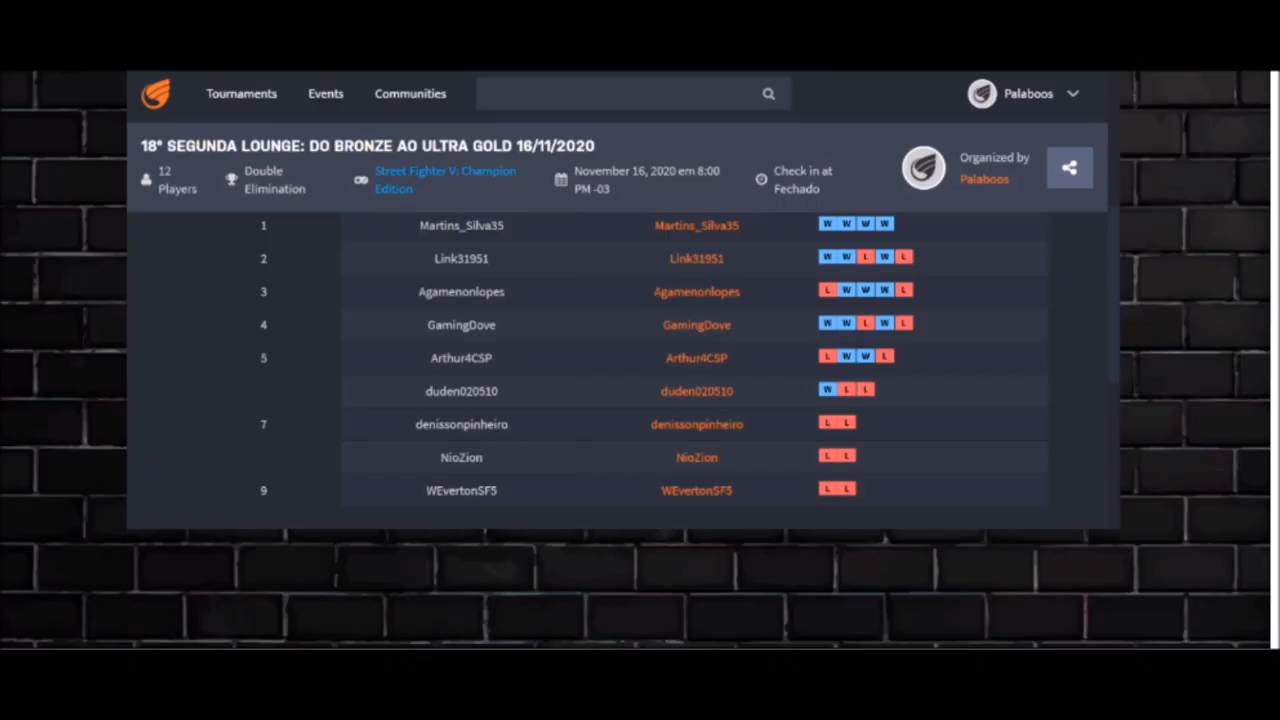 Tournaments Events Communities Palaboos
18ª SEGUNDA LOUNGE: DO BRONZE AO ULTRA GOLD 16/11/2020
12 Players
Double Elimination
Street Fighter V: Champion Edition
November 16, 2020 em 8:00 PM -03
Check in at Fechado
Organized by Palaboos
1 Martins_Silva35 Martins_Silva35 W W W W
2 Link31951 Link31951 W W L W L
3 Agamenonlopes Agamenonlopes L W W W L
4 GamingDove GamingDove W W L W L
5 Arthur4CSP Arthur4CSP L W W L
duden020510 duden020510 W L L
7 denissonpinheiro denissonpinheiro L L
NioZion NioZion L L
9 WEvertonSF5 WEvertonSF5 L L